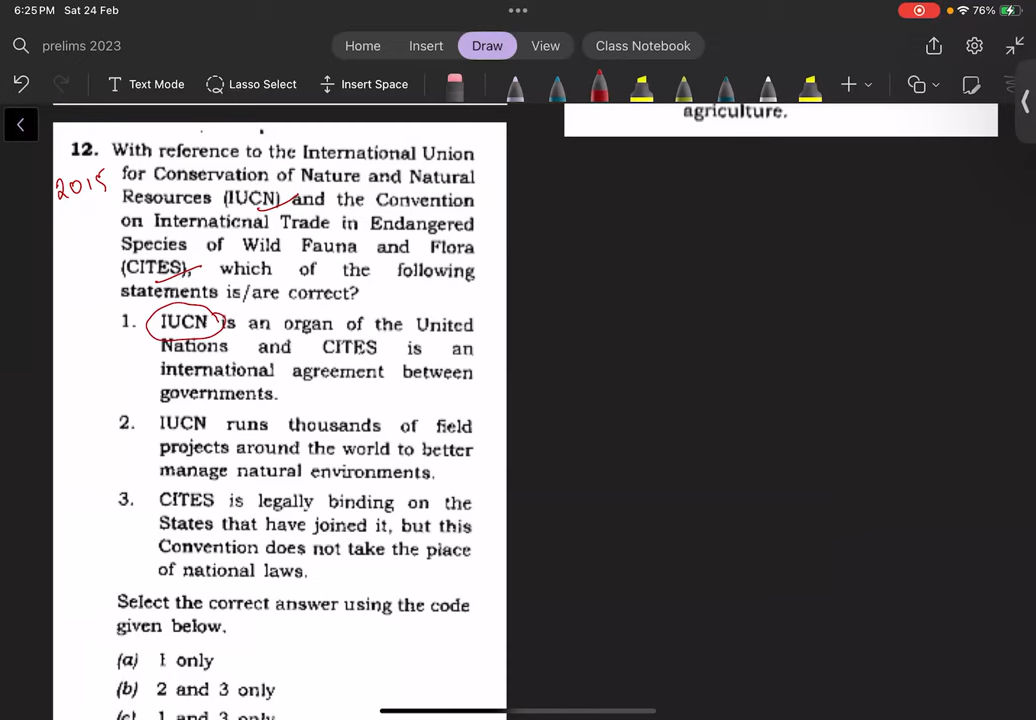 6:25 PM Sat 24 Feb
76%
prelims 2023
Home Insert Draw View Class Notebook
Text Mode Lasso Select Insert Space
agriculture.
12. With reference to the International Union
2015 for Conservation of Nature and Natural
Resources (IUCN) and the Convention
on International Trade in Endangered
Species of Wild Fauna and Flora
(CITES), which of the following
statements is/are correct?
1. IUCN is an organ of the United
Nations and CITES is an
international agreement between
governments.
2. IUCN runs thousands of field
projects around the world to better
manage natural environments.
3. CITES is legally binding on the
States that have joined it, but this
Convention does not take the place
of national laws.
Select the correct answer using the code
given below.
(a) 1 only
(b) 2 and 3 only
(c) 1 and 3 only